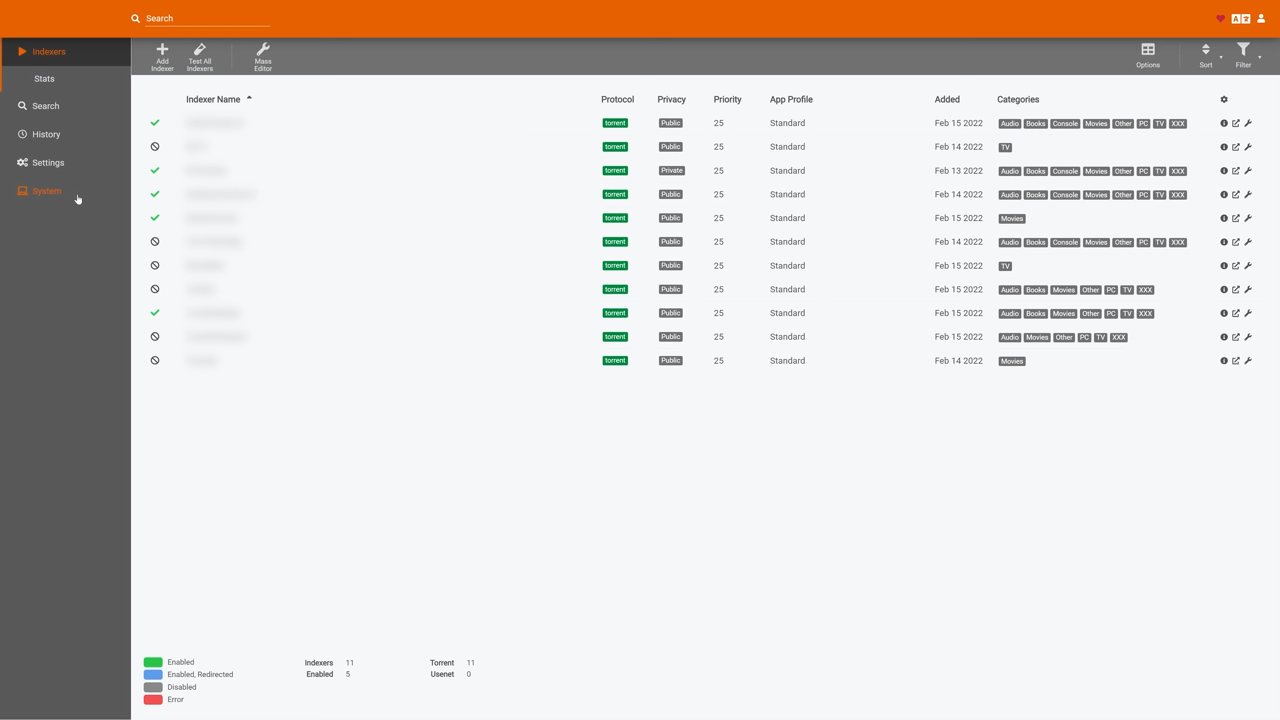 Search
Indexers
Stats
Search
History
Settings
System
Add Indexer
Test All Indexers
Mass Editor
Options
Sort
Filter
Indexer Name Protocol Privacy Priority App Profile Added Categories
torrent Public 25 Standard Feb 15 2022 Audio Books Console Movies Other PC TV XXX
torrent Public 25 Standard Feb 14 2022 TV
torrent Private 25 Standard Feb 13 2022 Audio Books Console Movies Other PC TV XXX
torrent Public 25 Standard Feb 14 2022 Audio Books Console Movies Other PC TV XXX
torrent Public 25 Standard Feb 15 2022 Movies
torrent Public 25 Standard Feb 14 2022 Audio Books Console Movies Other PC TV XXX
torrent Public 25 Standard Feb 15 2022 TV
torrent Public 25 Standard Feb 15 2022 Audio Books Movies Other PC TV XXX
torrent Public 25 Standard Feb 15 2022 Audio Books Movies Other PC TV XXX
torrent Public 25 Standard Feb 15 2022 Audio Movies Other PC TV XXX
torrent Public 25 Standard Feb 14 2022 Movies
Enabled Indexers 11 Torrent 11
Enabled, Redirected Enabled 5 Usenet 0
Disabled
Error